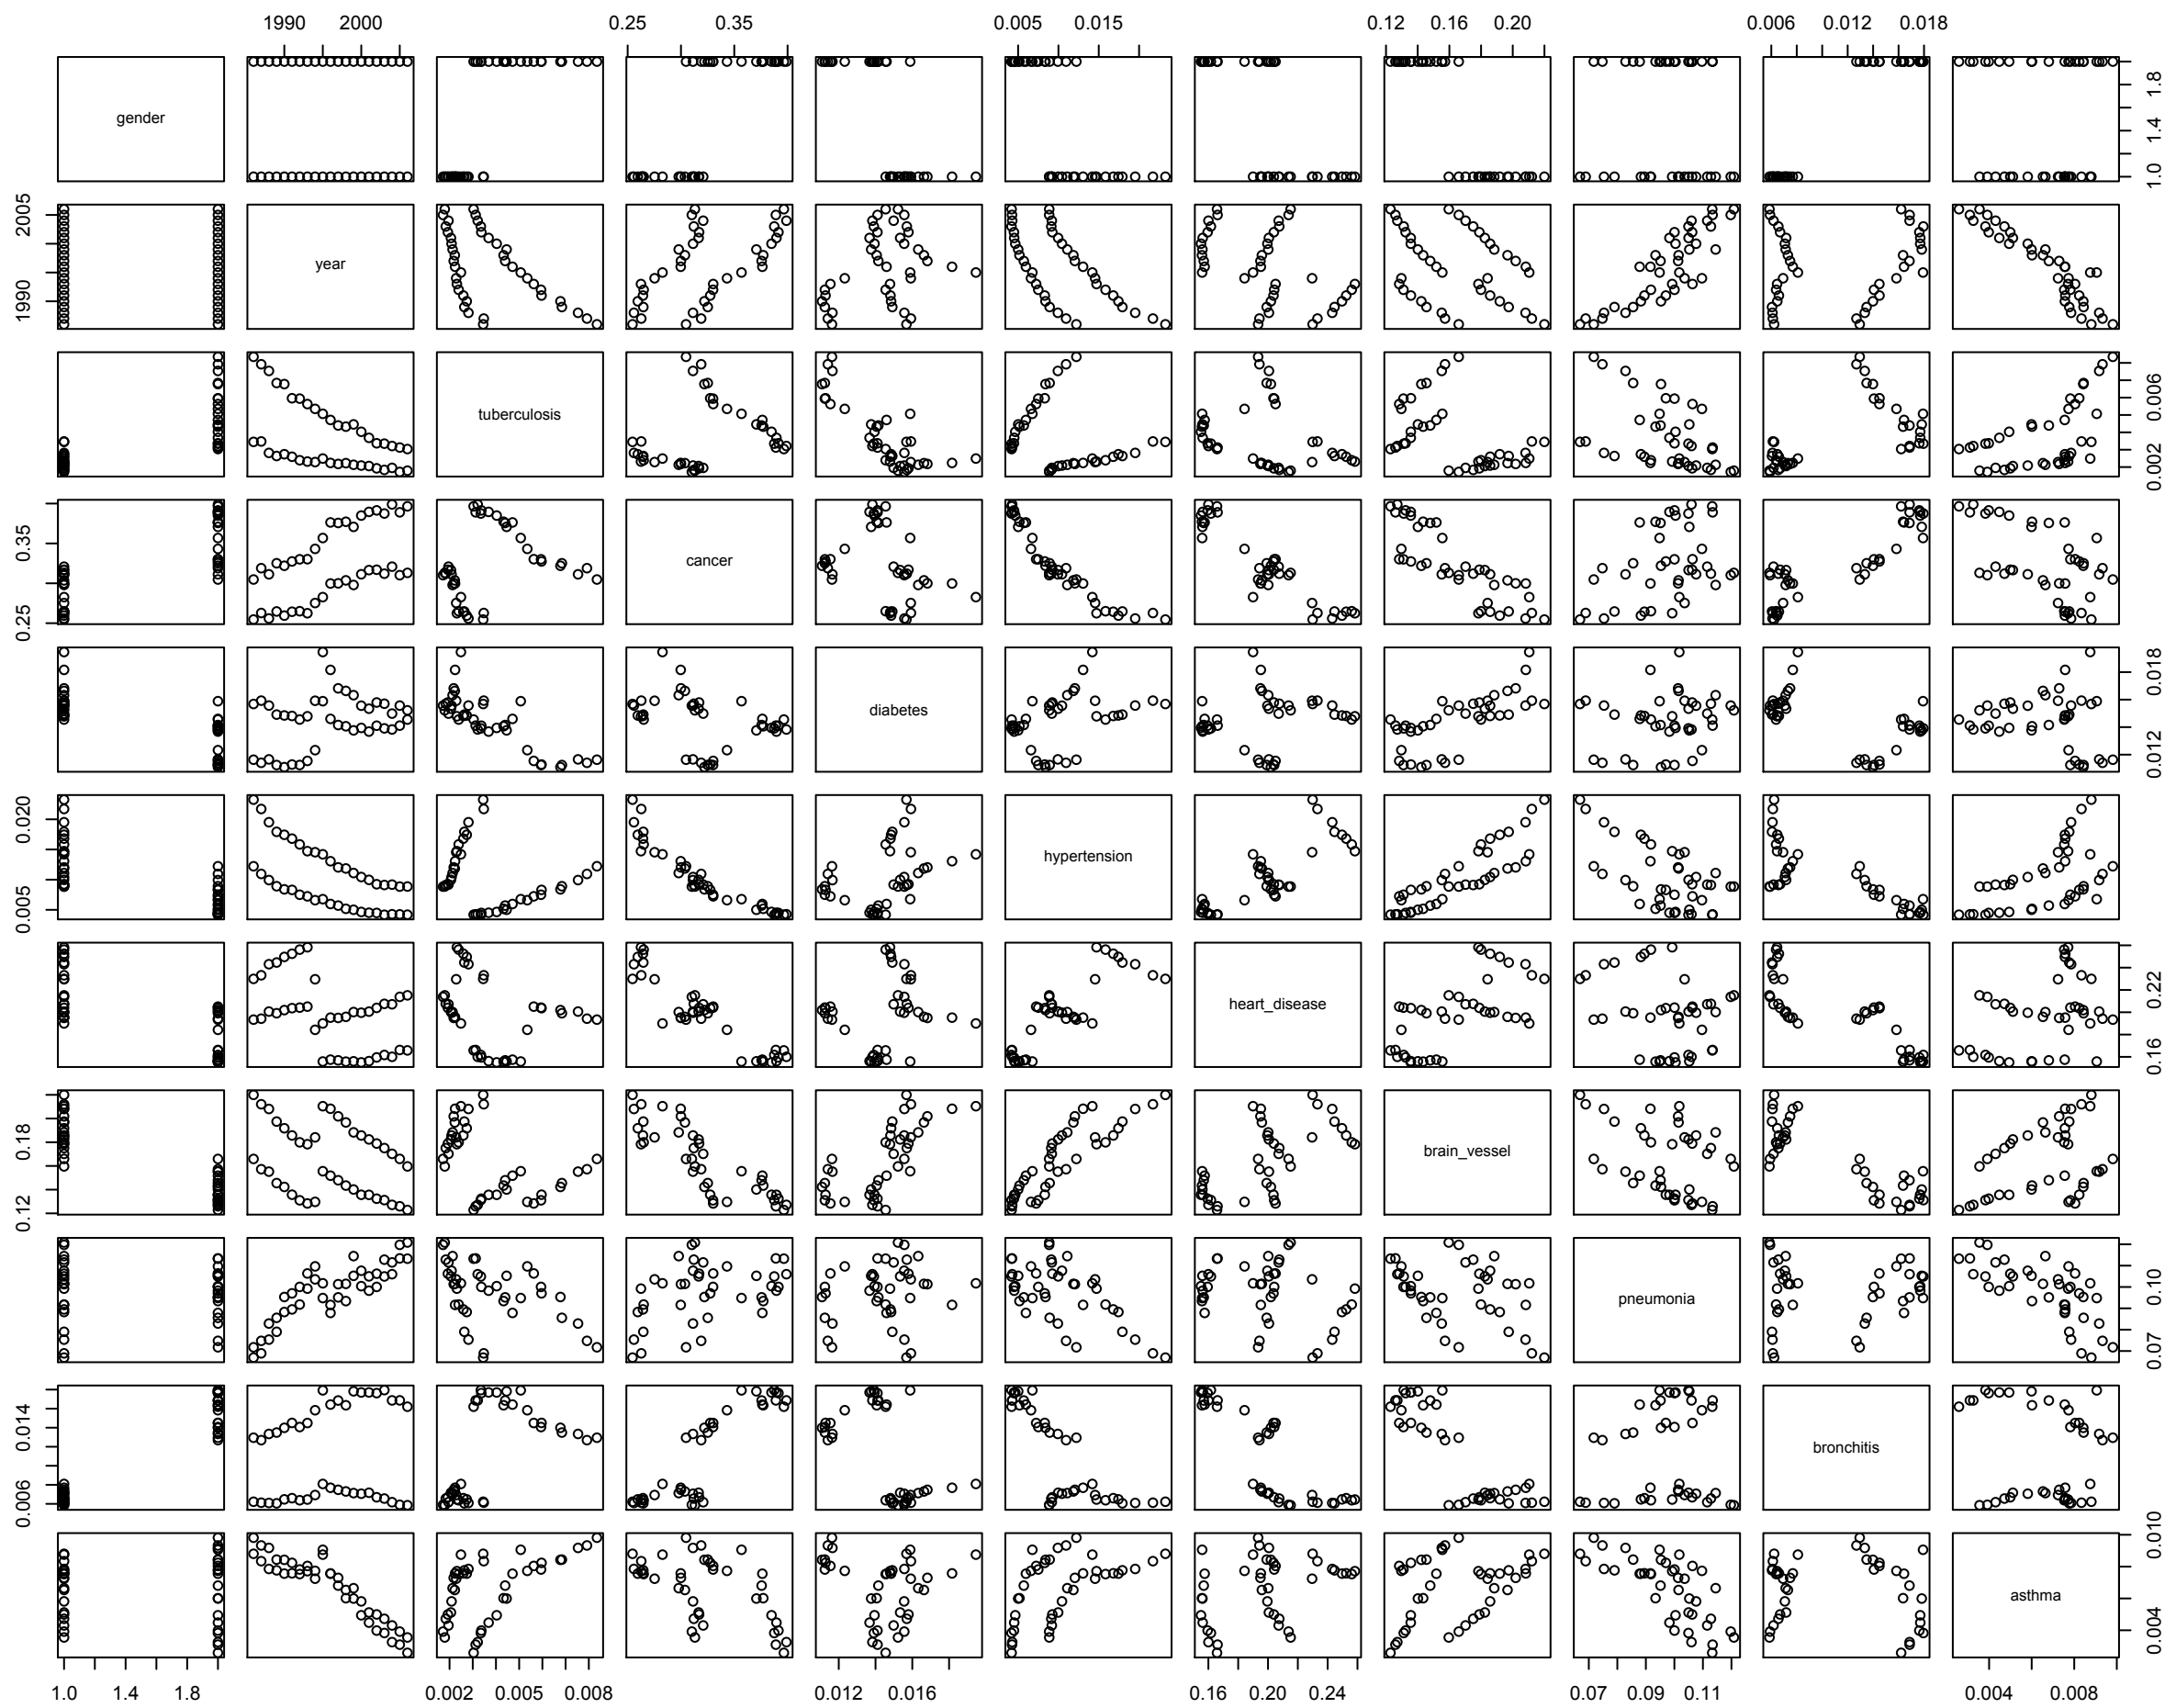 1990 2000 0.25 0.35 0.005 0.015 0.12 0.16 0.20 0.006 0.012 0.018
gender
1.0 1.4 1.8
1990 2005
year
tuberculosis
0.002 0.006
0.25 0.35
cancer
diabetes
0.012 0.018
0.005 0.020
hypertension
heart_disease
0.16 0.22
0.12 0.18
brain_vessel
pneumonia
0.07 0.10
0.006 0.014
bronchitis
asthma
0.004 0.010
1.0 1.4 1.8 0.002 0.005 0.008 0.012 0.016 0.16 0.20 0.24 0.07 0.09 0.11 0.004 0.008